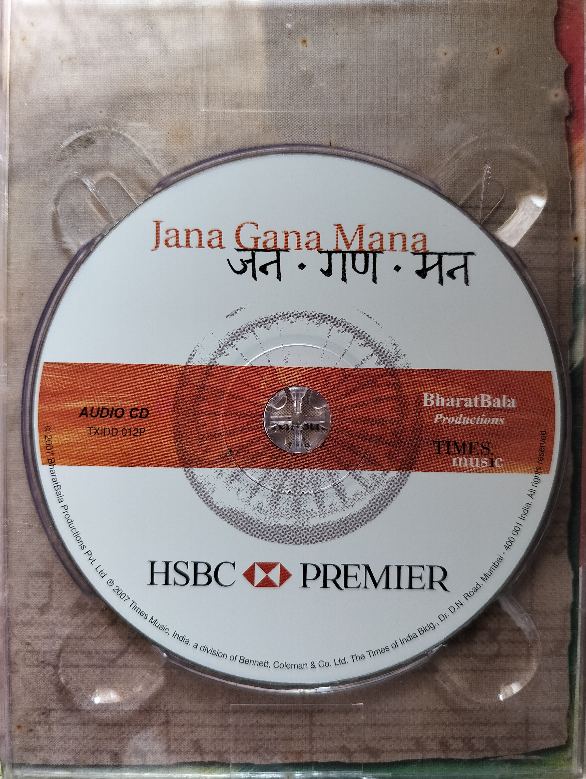 Jana Gana Mana
जन • गण • मन
AUDIO CD
TXIDD 012P
BharatBala
Productions
TIMES
music
HSBC PREMIER
℗ 2007 BharatBala Productions Pvt. Ltd. ℗ 2007 Times Music, India, a division of Bennett, Coleman & Co. Ltd. The Times of India Bldg., Dr. D.N. Road, Mumbai - 400 001 India. All rights reserved